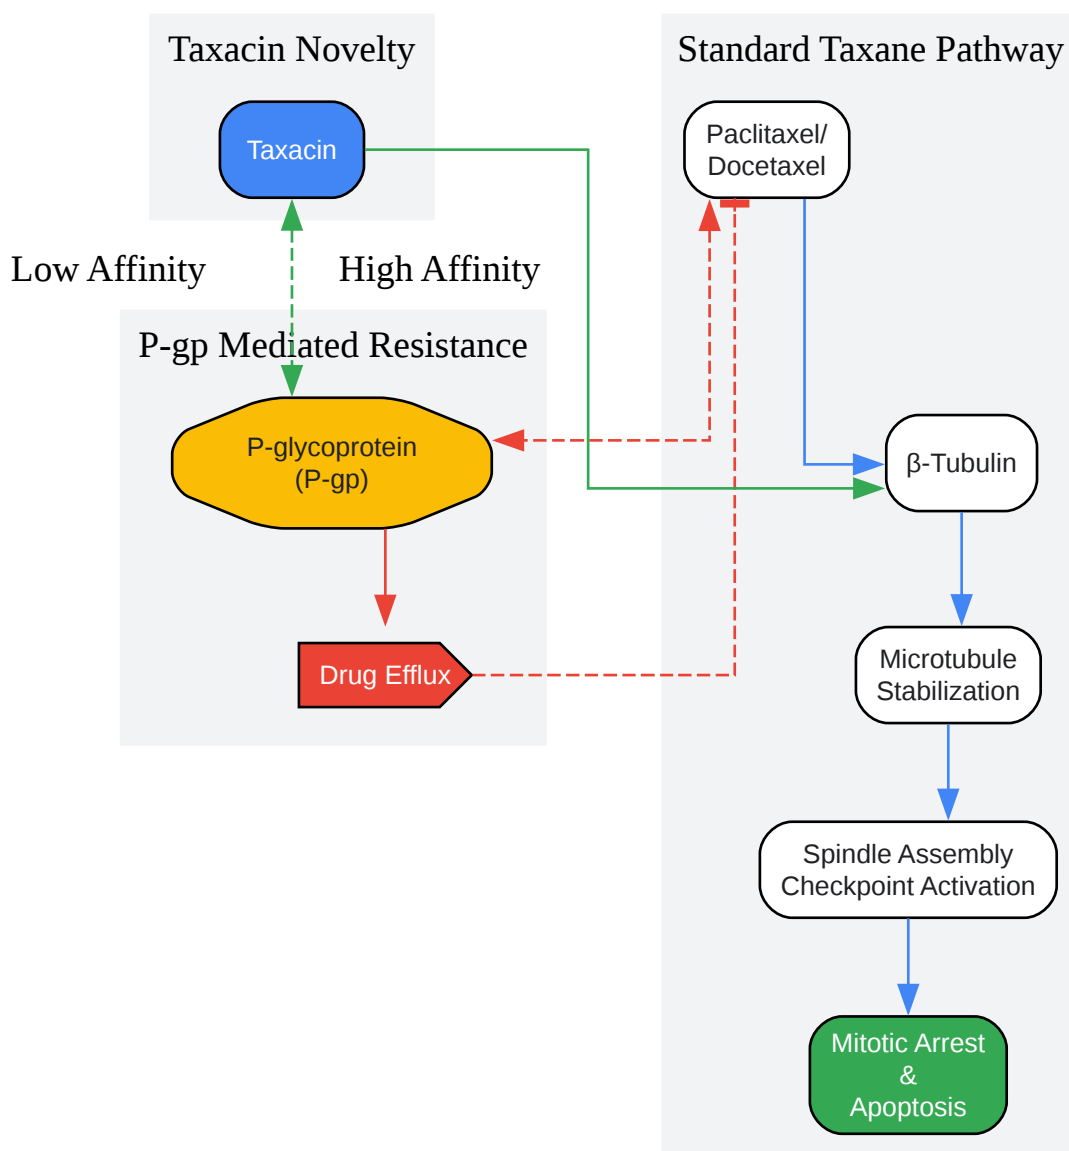 Taxacin Novelty
Standard Taxane Pathway
Taxacin
Paclitaxel/
Docetaxel
Low Affinity
High Affinity
P-gp Mediated Resistance
P-glycoprotein
(P-gp)
β-Tubulin
Drug Efflux
Microtubule
Stabilization
Spindle Assembly
Checkpoint Activation
Mitotic Arrest
&
Apoptosis